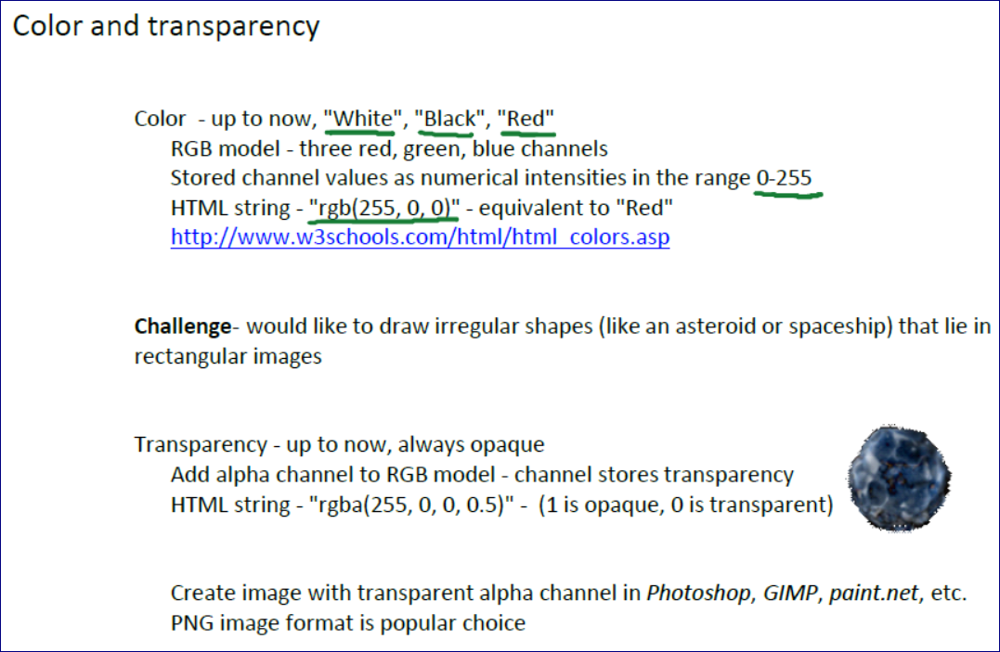 Color and transparency
Color - up to now, "White", "Black", "Red"
RGB model - three red, green, blue channels
Stored channel values as numerical intensities in the range 0-255
HTML string - "rgb(255, 0, 0)" - equivalent to "Red"
http://www.w3schools.com/html/html_colors.asp
Challenge- would like to draw irregular shapes (like an asteroid or spaceship) that lie in
rectangular images
Transparency - up to now, always opaque
Add alpha channel to RGB model - channel stores transparency
HTML string - "rgba(255, 0, 0, 0.5)" - (1 is opaque, 0 is transparent)
Create image with transparent alpha channel in Photoshop, GIMP, paint.net, etc.
PNG image format is popular choice